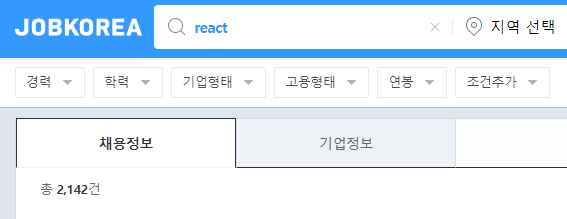 JOBKOREA react 지역 선택
경력 학력 기업형태 고용형태 연봉 조건추가
채용정보 기업정보
총 2,142건